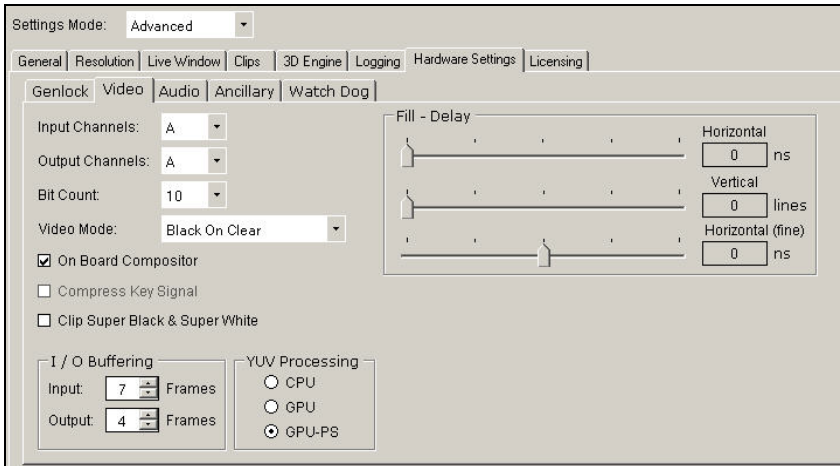 Settings Mode: Advanced
General Resolution Live Window Clips 3D Engine Logging Hardware Settings Licensing
Genlock Video Audio Ancillary Watch Dog
Input Channels: A
Output Channels: A
Bit Count: 10
Video Mode: Black On Clear
On Board Compositor
Compress Key Signal
Clip Super Black & Super White
I / O Buffering
Input: 7 Frames
Output: 4 Frames
YUV Processing
CPU
GPU
GPU-PS
Fill - Delay
Horizontal
0 ns
Vertical
0 lines
Horizontal (fine)
0 ns